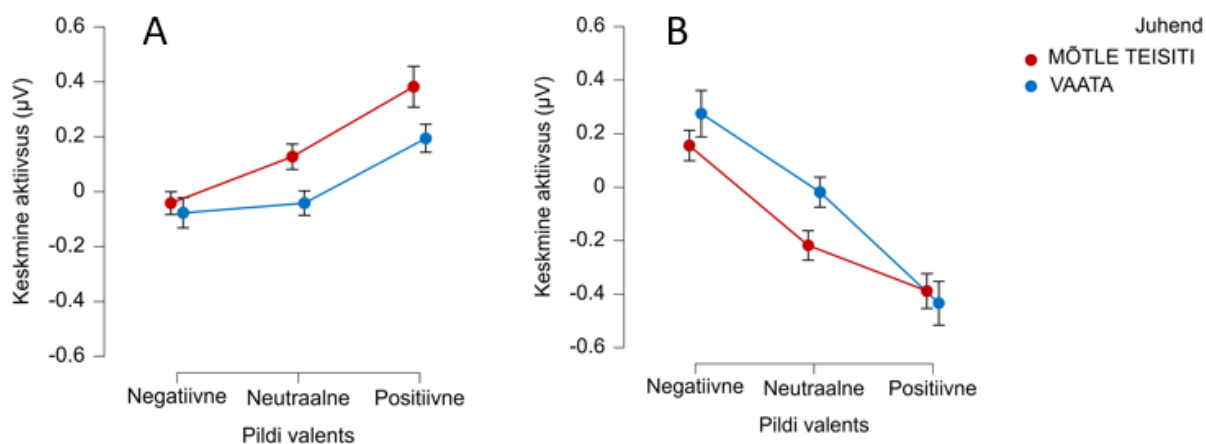 A
Keskmine aktiivsus (µV)
0.6
0.4
0.2
0
-0.2
-0.4
-0.6
Negatiivne Neutraalne Positiivne
Pildi valents
B
Keskmine aktiivsus (µV)
0.6
0.4
0.2
0
-0.2
-0.4
-0.6
Negatiivne Neutraalne Positiivne
Pildi valents
Juhend
MÕTLE TEISITI
VAATA